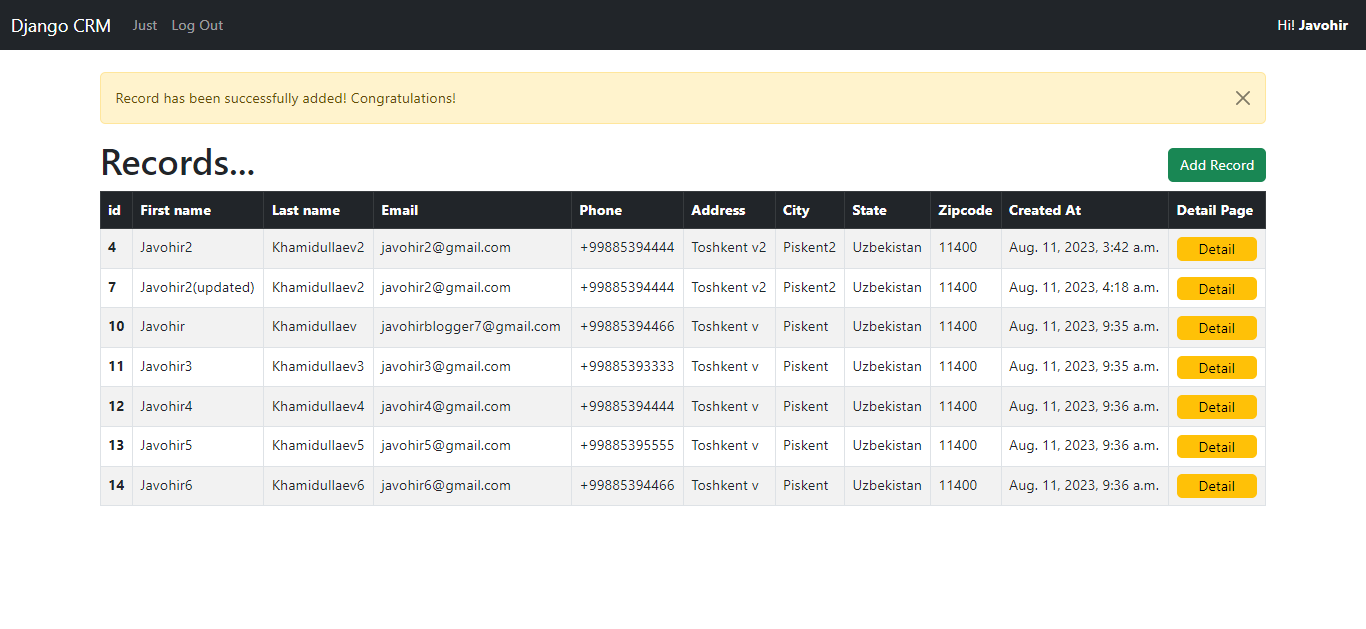 Django CRM Just Log Out Hi! Javohir
Record has been successfully added! Congratulations!
Records...
Add Record
id First name Last name Email Phone Address City State Zipcode Created At Detail Page
4 Javohir2 Khamidullaev2 javohir2@gmail.com +99885394444 Toshkent v2 Piskent2 Uzbekistan 11400 Aug. 11, 2023, 3:42 a.m. Detail
7 Javohir2(updated) Khamidullaev2 javohir2@gmail.com +99885394444 Toshkent v2 Piskent2 Uzbekistan 11400 Aug. 11, 2023, 4:18 a.m. Detail
10 Javohir Khamidullaev javohirblogger7@gmail.com +99885394466 Toshkent v Piskent Uzbekistan 11400 Aug. 11, 2023, 9:35 a.m. Detail
11 Javohir3 Khamidullaev3 javohir3@gmail.com +99885393333 Toshkent v Piskent Uzbekistan 11400 Aug. 11, 2023, 9:35 a.m. Detail
12 Javohir4 Khamidullaev4 javohir4@gmail.com +99885394444 Toshkent v Piskent Uzbekistan 11400 Aug. 11, 2023, 9:36 a.m. Detail
13 Javohir5 Khamidullaev5 javohir5@gmail.com +99885395555 Toshkent v Piskent Uzbekistan 11400 Aug. 11, 2023, 9:36 a.m. Detail
14 Javohir6 Khamidullaev6 javohir6@gmail.com +99885394466 Toshkent v Piskent Uzbekistan 11400 Aug. 11, 2023, 9:36 a.m. Detail